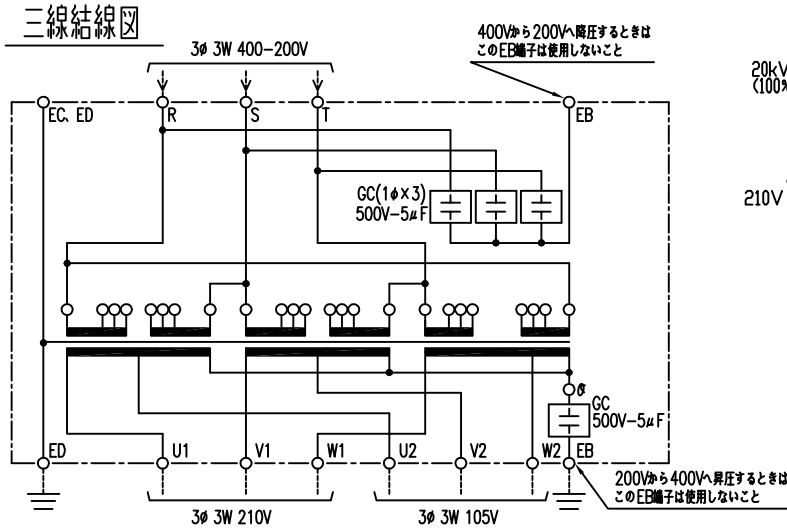 三線結線図
3φ 3W 400-200V
400Vから200Vへ降圧するときは
このEB端子は使用しないこと
20kV
(100%
EC、ED
R
S
T
EB
GC(1φ×3)
500V-5μF
210V
GC
500V-5μF
ED
U1
V1
W1
U2
V2
W2
EB
200Vから400Vへ昇圧するときは
このEB端子は使用しないこと
3φ 3W 210V
3φ 3W 105V